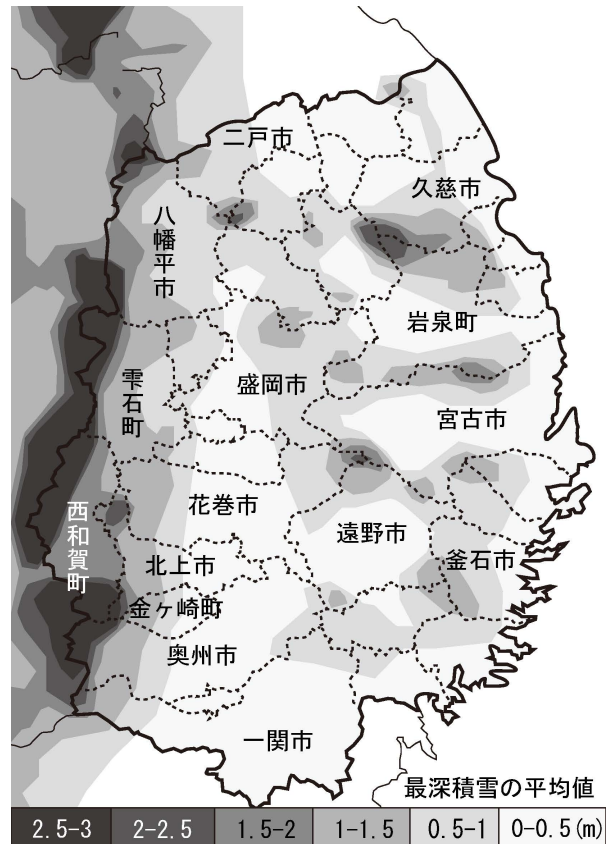 二戸市
久慈市
八幡平市
岩泉町
雫石町
盛岡市
宮古市
花巻市
西和賀町
遠野市
北上市
釜石市
金ヶ崎町
奥州市
一関市
最深積雪の平均値
2.5-3 2-2.5 1.5-2 1-1.5 0.5-1 0-0.5(m)